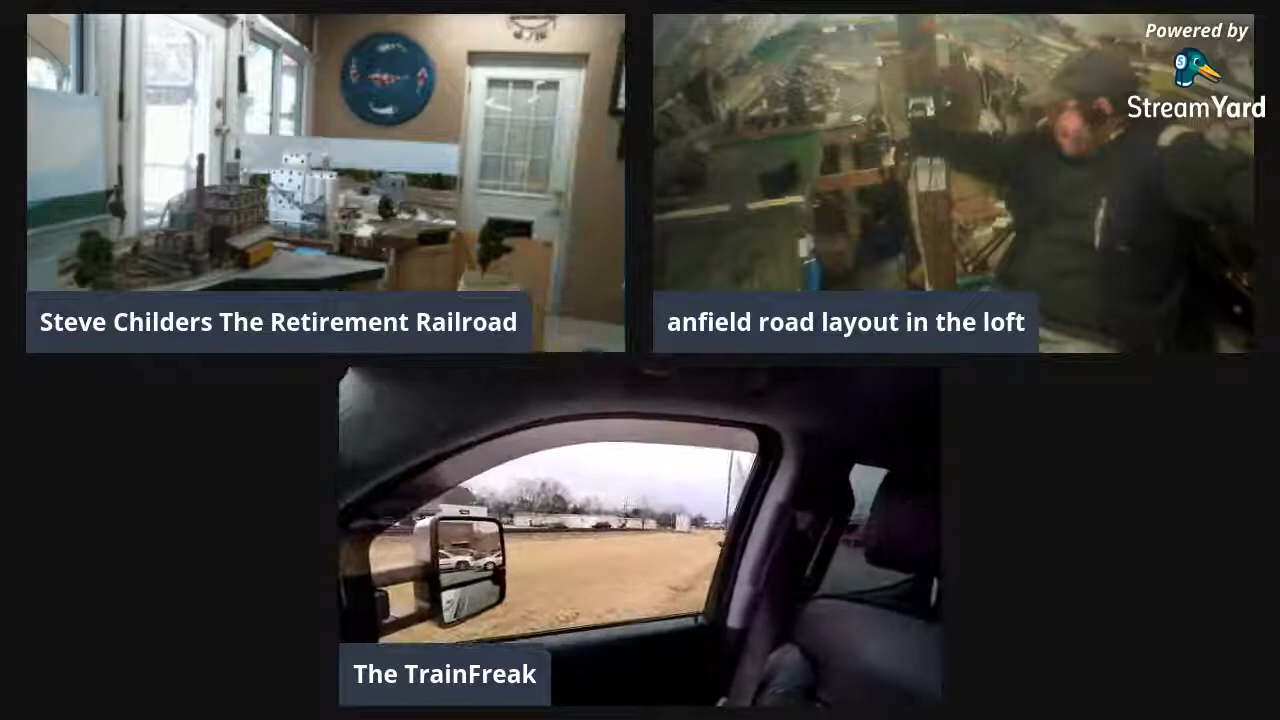 Powered by
StreamYard
Steve Childers The Retirement Railroad
anfield road layout in the loft
The TrainFreak